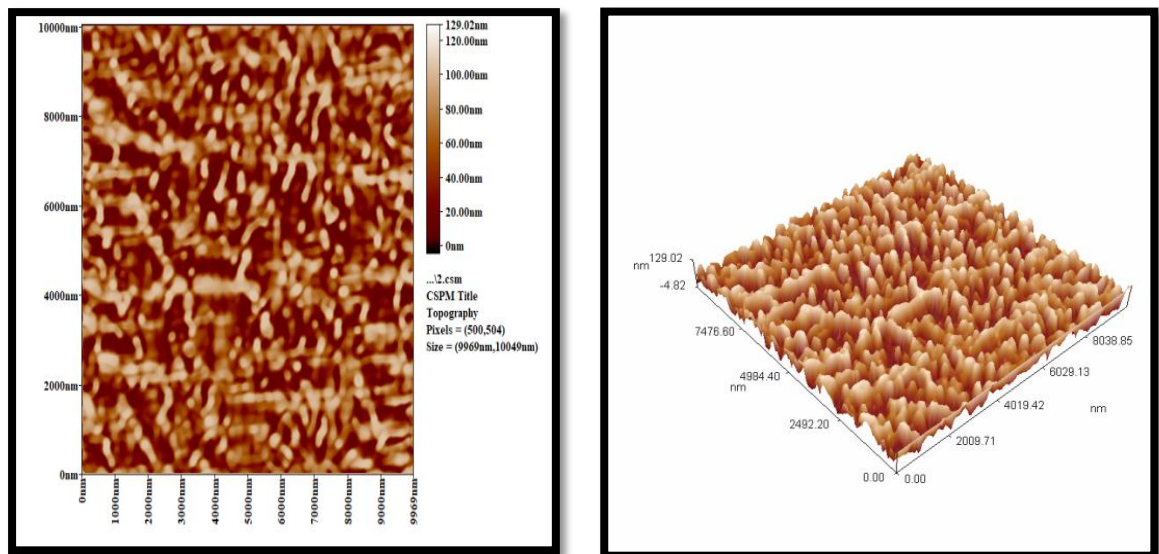 10000nm
8000nm
6000nm
4000nm
2000nm
0nm
0nm
1000nm
2000nm
3000nm
4000nm
5000nm
6000nm
7000nm
8000nm
9000nm
9969nm
129.02nm
120.00nm
100.00nm
80.00nm
60.00nm
40.00nm
20.00nm
0nm
...\2.csm
CSPM Title
Topography
Pixels = (500,504)
Size = (9969nm,10049nm)
129.02
nm
-4.82
7476.60
4984.40
nm
2492.20
0.00
0.00
2009.71
4019.42
nm
6029.13
8038.85